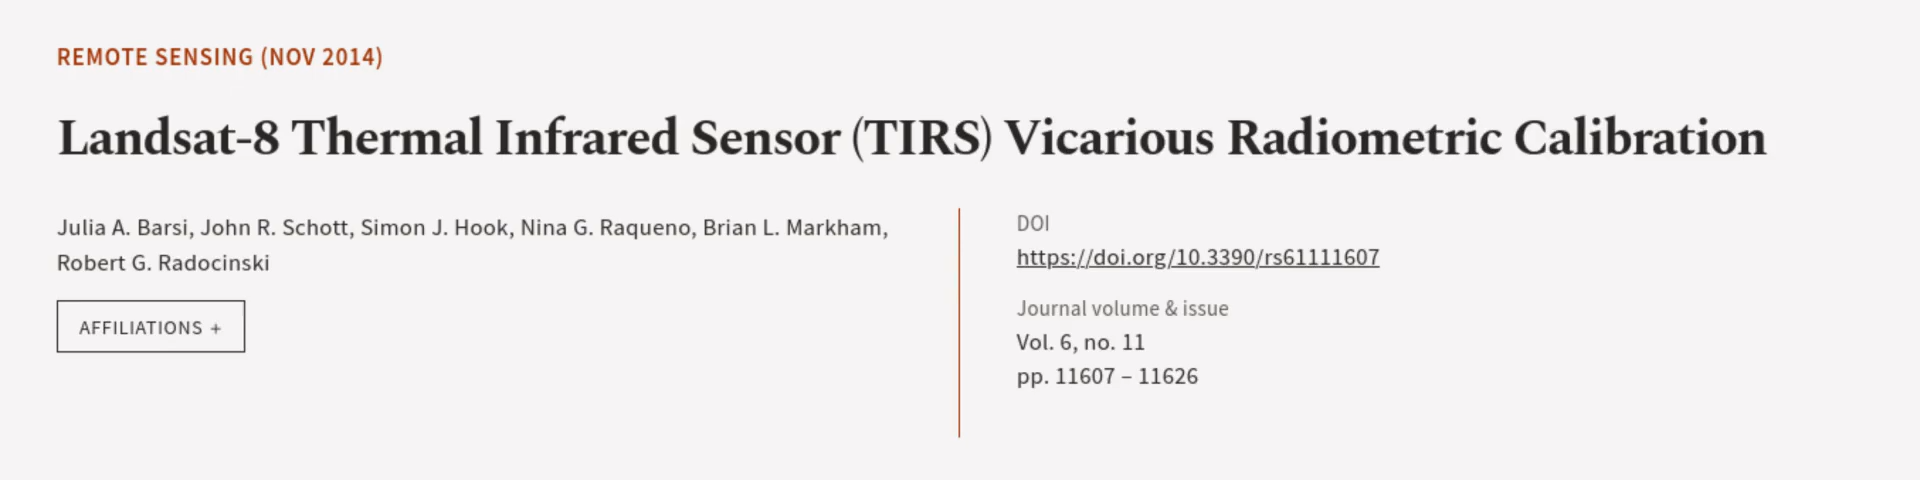 REMOTE SENSING (NOV 2014)
Landsat-8 Thermal Infrared Sensor (TIRS) Vicarious Radiometric Calibration
Julia A. Barsi, John R. Schott, Simon J. Hook, Nina G. Raqueno, Brian L. Markham,
Robert G. Radocinski
AFFILIATIONS +
DOI
https://doi.org/10.3390/rs61111607
Journal volume & issue
Vol. 6, no. 11
pp. 11607 – 11626